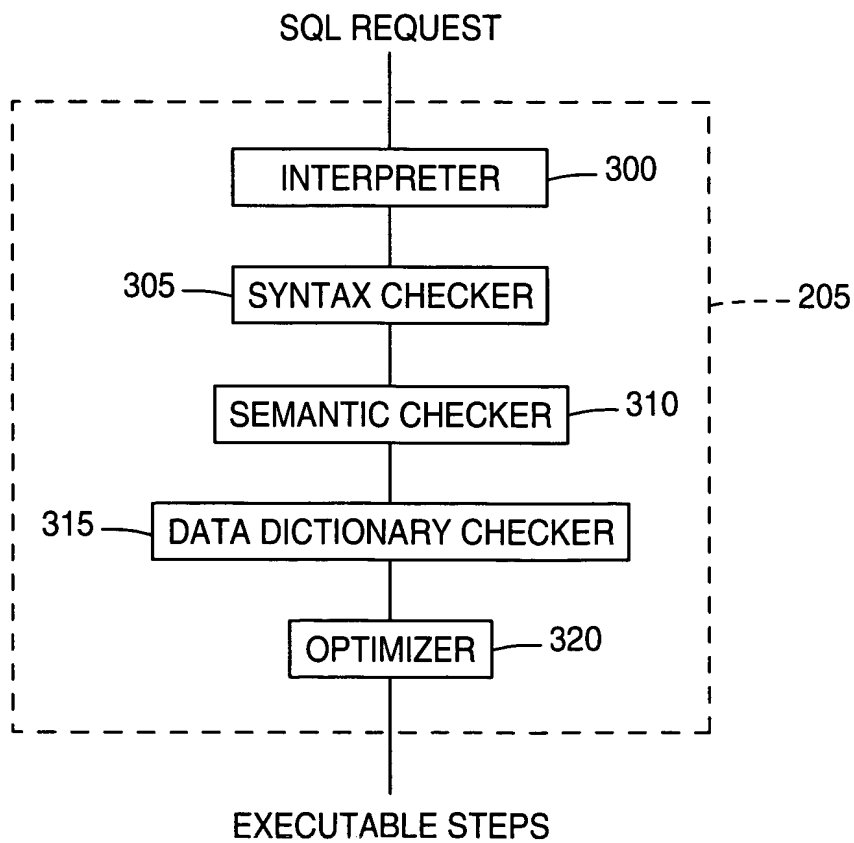 SQL REQUEST
INTERPRETER 300
305 SYNTAX CHECKER
205
SEMANTIC CHECKER 310
315 DATA DICTIONARY CHECKER
OPTIMIZER 320
EXECUTABLE STEPS